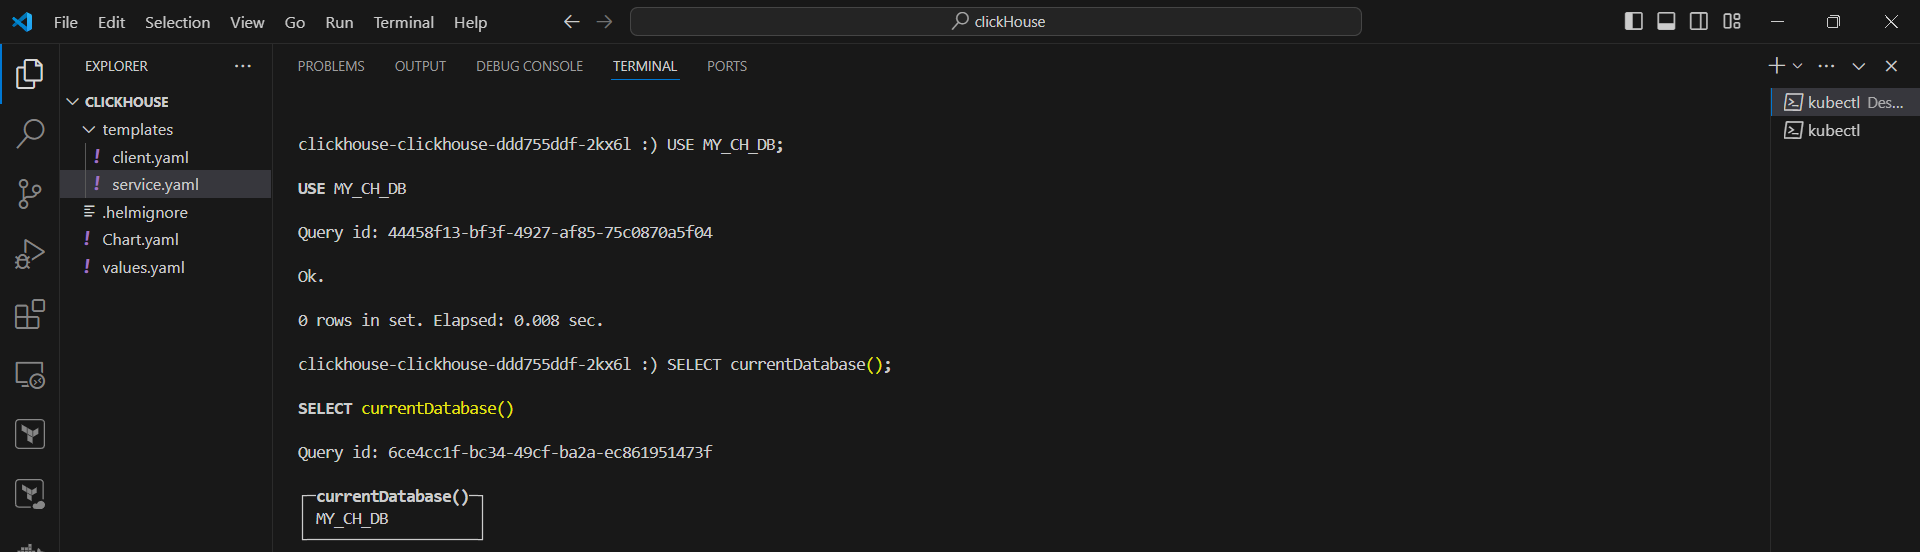 File Edit Selection View Go Run Terminal Help
clickHouse
EXPLORER
CLICKHOUSE
templates
client.yaml
service.yaml
.helmignore
Chart.yaml
values.yaml
PROBLEMS OUTPUT DEBUG CONSOLE TERMINAL PORTS
clickhouse-clickhouse-ddd755ddf-2kx6l :) USE MY_CH_DB;
USE MY_CH_DB
Query id: 44458f13-bf3f-4927-af85-75c0870a5f04
Ok.
0 rows in set. Elapsed: 0.008 sec.
clickhouse-clickhouse-ddd755ddf-2kx6l :) SELECT currentDatabase();
SELECT currentDatabase()
Query id: 6ce4cc1f-bc34-49cf-ba2a-ec861951473f
currentDatabase()
MY_CH_DB
kubectl Des...
kubectl